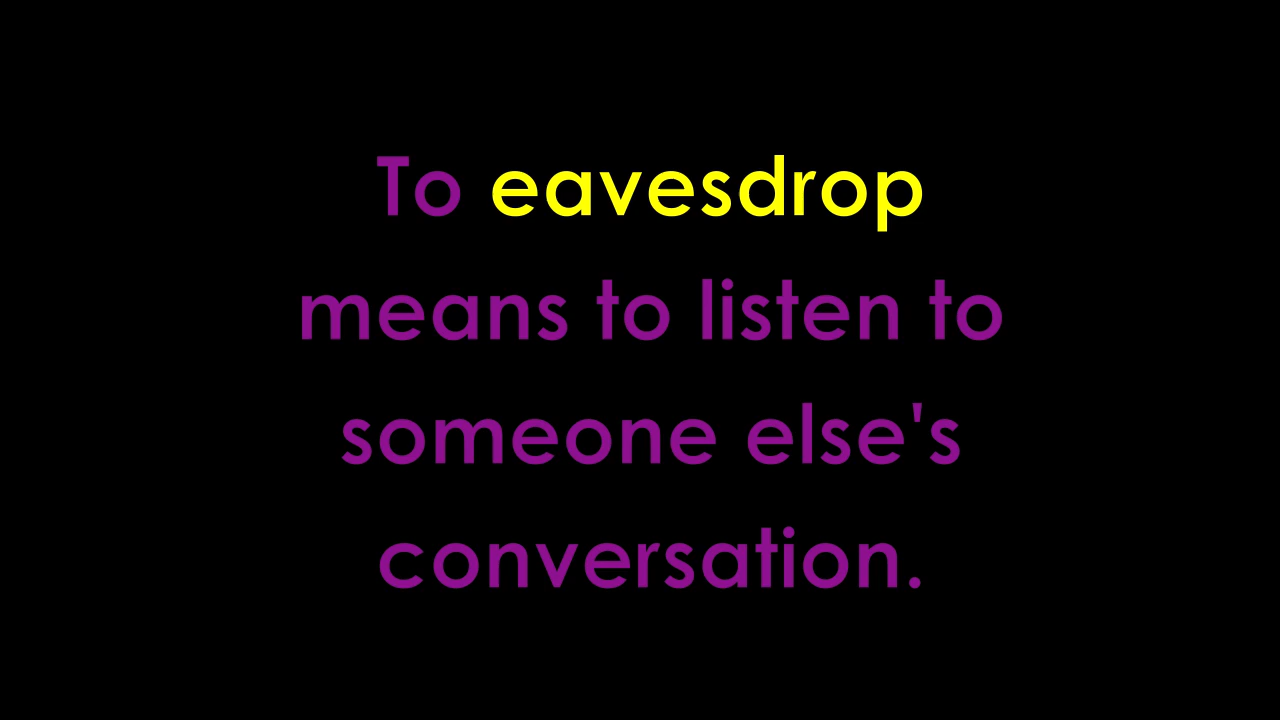 To eavesdrop
means to listen to
someone else's
conversation.